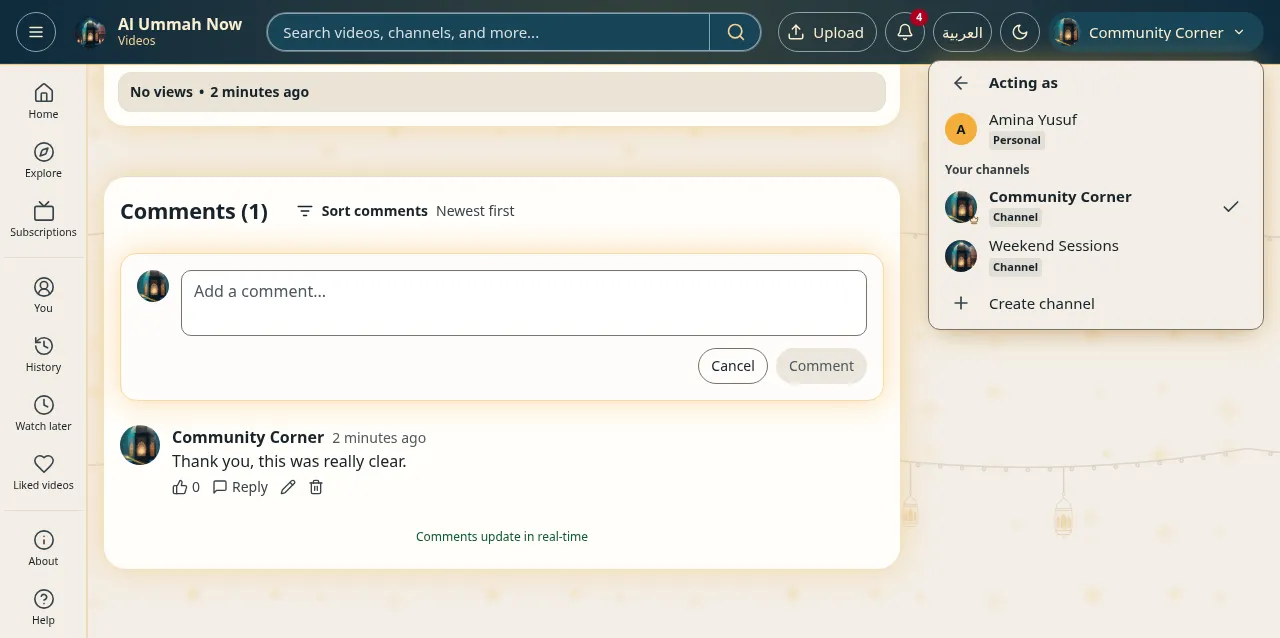 Al Ummah Now
Videos
Search videos, channels, and more...
Upload
4
العربية
Community Corner
Home
Explore
Subscriptions
You
History
Watch later
Liked videos
About
Help
No views • 2 minutes ago
Comments (1)
Sort comments Newest first
Add a comment...
Cancel
Comment
Community Corner 2 minutes ago
Thank you, this was really clear.
0 Reply
Comments update in real-time
Acting as
A
Amina Yusuf
Personal
Your channels
Community Corner
Channel
Weekend Sessions
Channel
Create channel